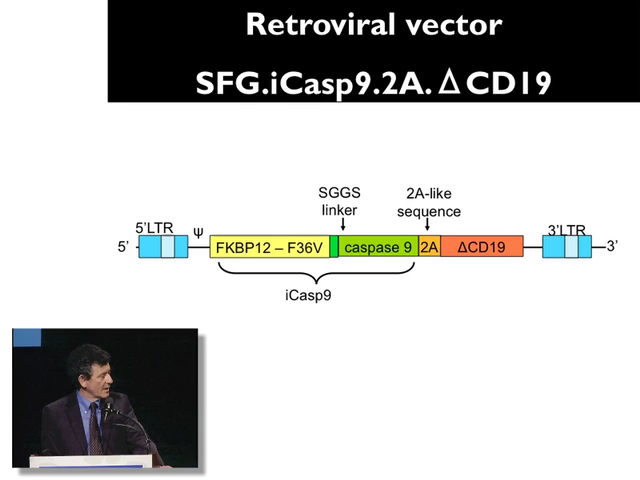 Retroviral vector
SFG.iCasp9.2A.ΔCD19
SGGS
linker
2A-like
sequence
5'LTR
ψ
3'LTR
5'
FKBP12 – F36V
caspase 9
2A
ΔCD19
3'
iCasp9